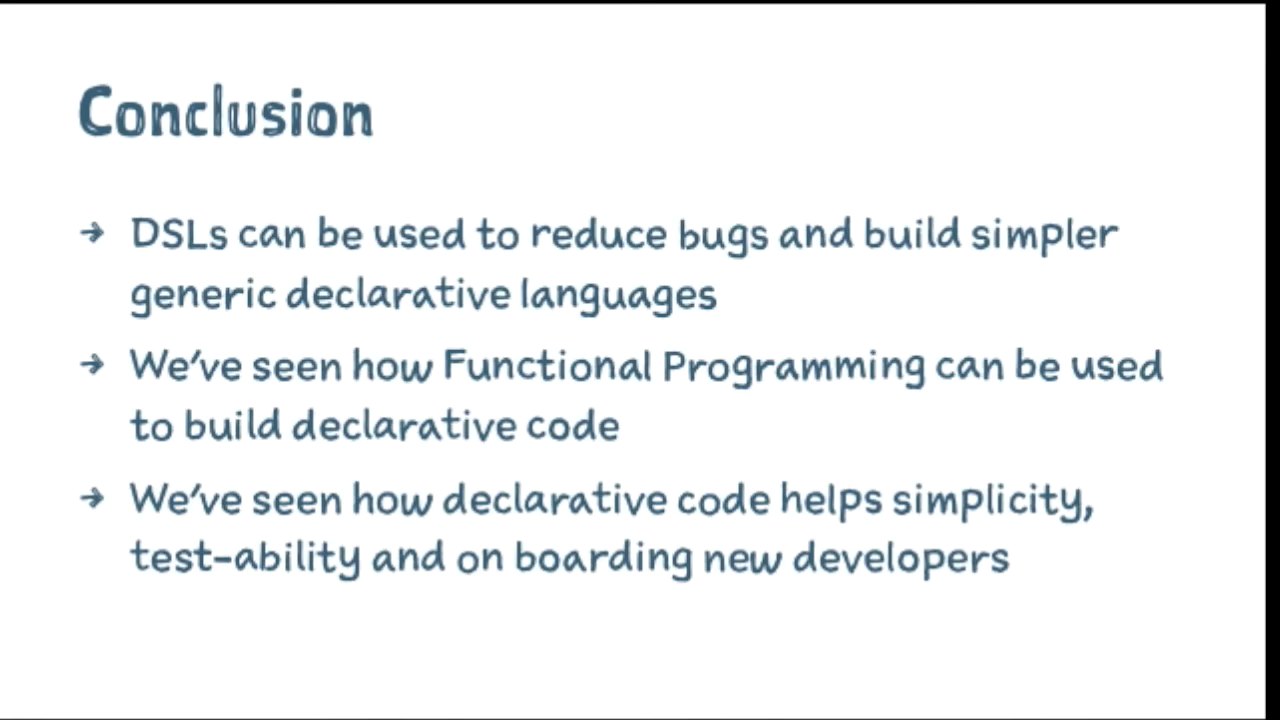 Conclusion
→ DSLs can be used to reduce bugs and build simpler
generic declarative languages
→ We've seen how Functional Programming can be used
to build declarative code
→ We've seen how declarative code helps simplicity,
test-ability and on boarding new developers